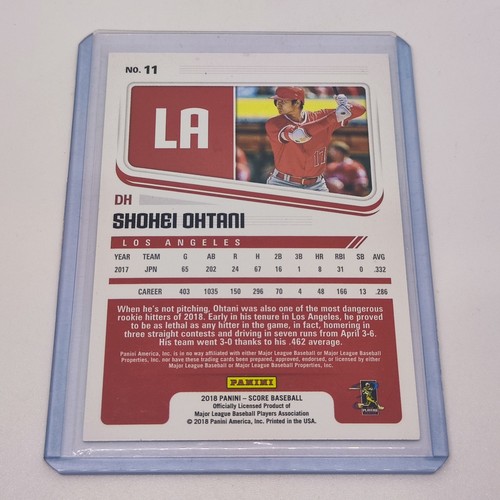 NO. 11
LA
17
DH
SHOHEI OHTANI
LOS ANGELES
YEAR TEAM G AB R H 2B 3B HR RBI SB AVG
2017 JPN 65 202 24 67 16 1 8 31 0 .332
CAREER 403 1035 150 296 70 4 48 166 13 .286
When he's not pitching, Ohtani was also one of the most dangerous
rookie hitters of 2018. Early in his tenure in Los Angeles, he proved
to be as lethal as any hitter in the game, in fact, homering in
three straight contests and driving in seven runs from April 3-6.
His team went 3-0 thanks to his .462 average.
Panini America, Inc. is in no way affiliated with either Major League Baseball or Major League Baseball
Properties, Inc. nor have these trading cards been prepared, approved, endorsed, or licensed by either
Major League Baseball or Major League Baseball Properties, Inc.
PANINI
2018 PANINI – SCORE BASEBALL
Officially Licensed Product of
Major League Baseball Players Association
© 2018 Panini America, Inc. Printed in the USA.